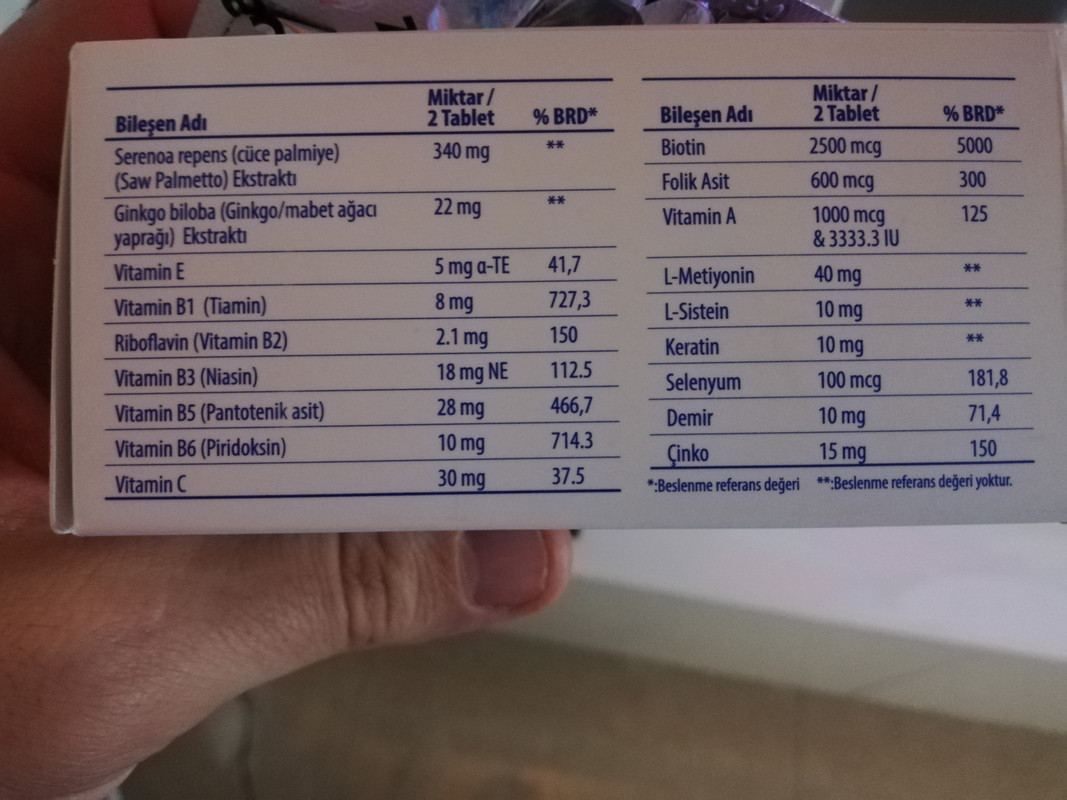 Bileşen Adı Miktar / 2 Tablet % BRD*
Serenoa repens (cüce palmiye) 340 mg **
(Saw Palmetto) Ekstraktı
Ginkgo biloba (Ginkgo/mabet ağacı 22 mg **
yaprağı) Ekstraktı
Vitamin E 5 mg α-TE 41,7
Vitamin B1 (Tiamin) 8 mg 727,3
Riboflavin (Vitamin B2) 2.1 mg 150
Vitamin B3 (Niasin) 18 mg NE 112.5
Vitamin B5 (Pantotenik asit) 28 mg 466,7
Vitamin B6 (Piridoksin) 10 mg 714.3
Vitamin C 30 mg 37.5
Bileşen Adı Miktar / 2 Tablet % BRD*
Biotin 2500 mcg 5000
Folik Asit 600 mcg 300
Vitamin A 1000 mcg 125
& 3333.3 IU
L-Metiyonin 40 mg **
L-Sistein 10 mg **
Keratin 10 mg **
Selenyum 100 mcg 181,8
Demir 10 mg 71,4
Çinko 15 mg 150
*:Beslenme referans değeri **:Beslenme referans değeri yoktur.